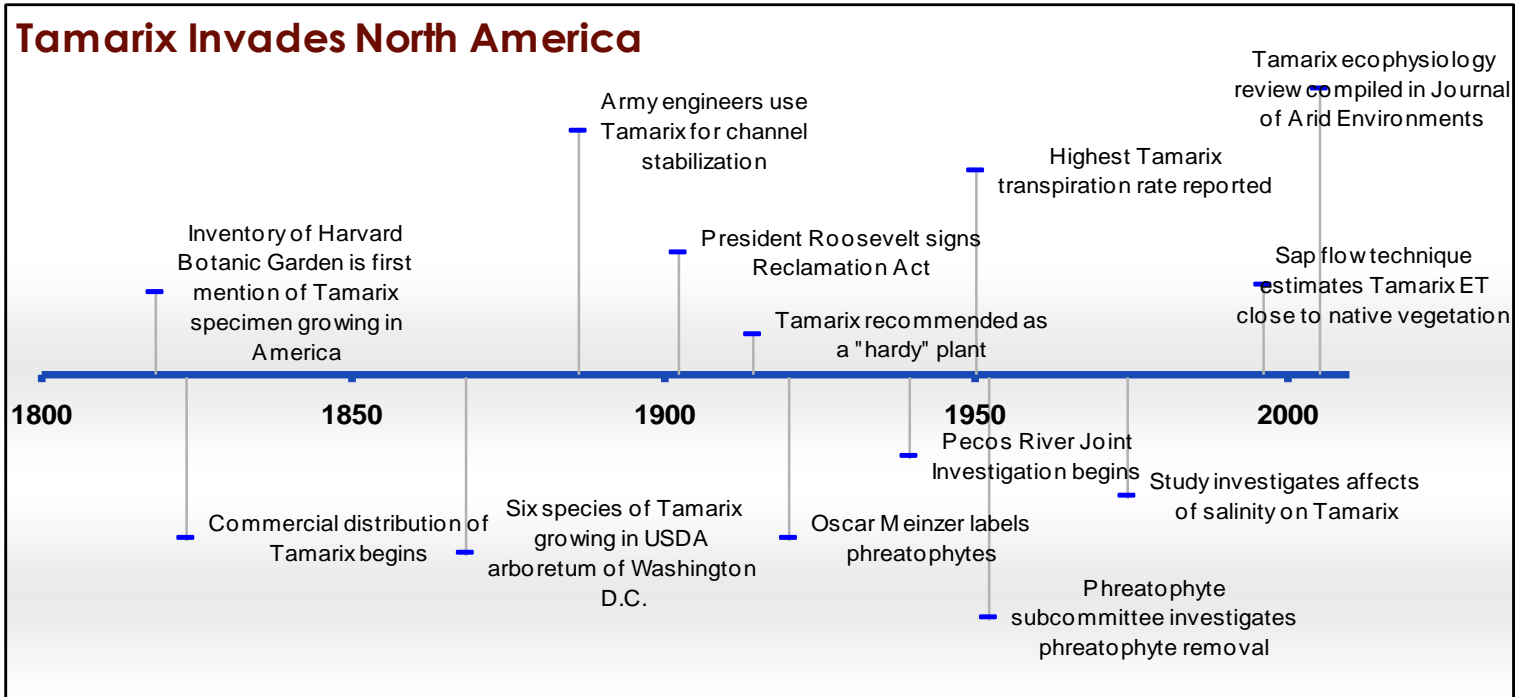 Tamarix Invades North America
Tamarix ecophysiology
review compiled in Journal
of Arid Environments
Army engineers use
Tamarix for channel
stabilization
Highest Tamarix
transpiration rate reported
Inventory of Harvard
Botanic Garden is first
mention of Tamarix
specimen growing in
America
President Roosevelt signs
Reclamation Act
Sap flow technique
estimates Tamarix ET
close to native vegetation
Tamarix recommended as
a "hardy" plant
1800
1850
1900
1950
2000
Pecos River Joint
Investigation begins
Study investigates affects
of salinity on Tamarix
Commercial distribution of
Tamarix begins
Six species of Tamarix
growing in USDA
arboretum of Washington
D.C.
Oscar Meinzer labels
phreatophytes
Phreatophyte
subcommittee investigates
phreatophyte removal